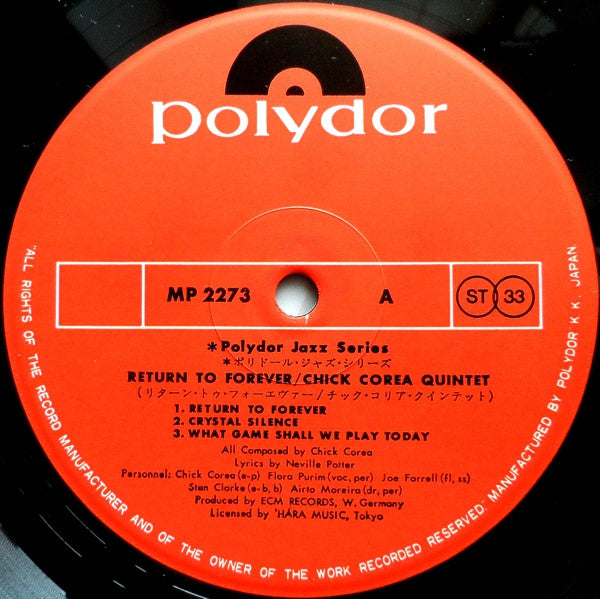 polydor
MP 2273 A ST 33
*Polydor Jazz Series
*ポリドール・ジャズ・シリーズ
RETURN TO FOREVER/CHICK COREA QUINTET
(リターン・トゥ・フォーエヴァー/チック・コリア・クインテット)
1. RETURN TO FOREVER
2. CRYSTAL SILENCE
3. WHAT GAME SHALL WE PLAY TODAY
All Composed by Chick Corea
Lyrics by Neville Potter
Personnel: Chick Corea (e-p) Flora Purim (voc, per) Joe Farrell (fl, ss)
Stan Clarke (e-b, b) Airto Moreira (dr, per)
Produced by ECM RECORDS, W. Germany
Licensed by 'HÁRA MUSIC, Tokyo
"ALL RIGHTS OF THE RECORD MANUFACTURER AND OF THE OWNER OF THE WORK RECORDED RESERVED" MANUFACTURED BY POLYDOR K. K. JAPAN